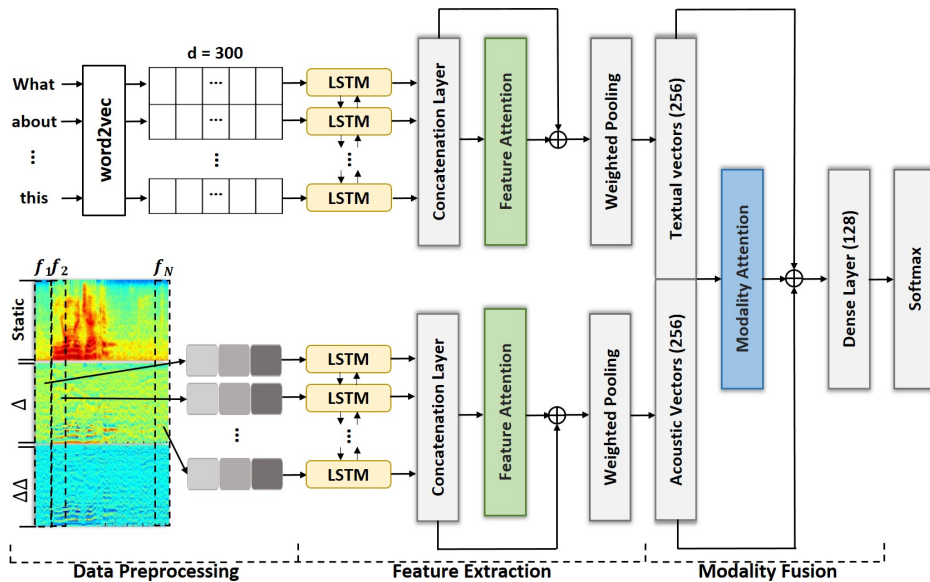 d = 300
What
about
...
this
word2vec
...
...
...
...
LSTM
LSTM
...
LSTM
Concatenation Layer
Feature Attention
Weighted Pooling
Textual vectors (256)
f1 f2 fN
Static
Δ
ΔΔ
...
LSTM
LSTM
...
LSTM
Concatenation Layer
Feature Attention
Weighted Pooling
Acoustic Vectors (256)
Modality Attention
Dense Layer (128)
Softmax
Data Preprocessing
Feature Extraction
Modality Fusion